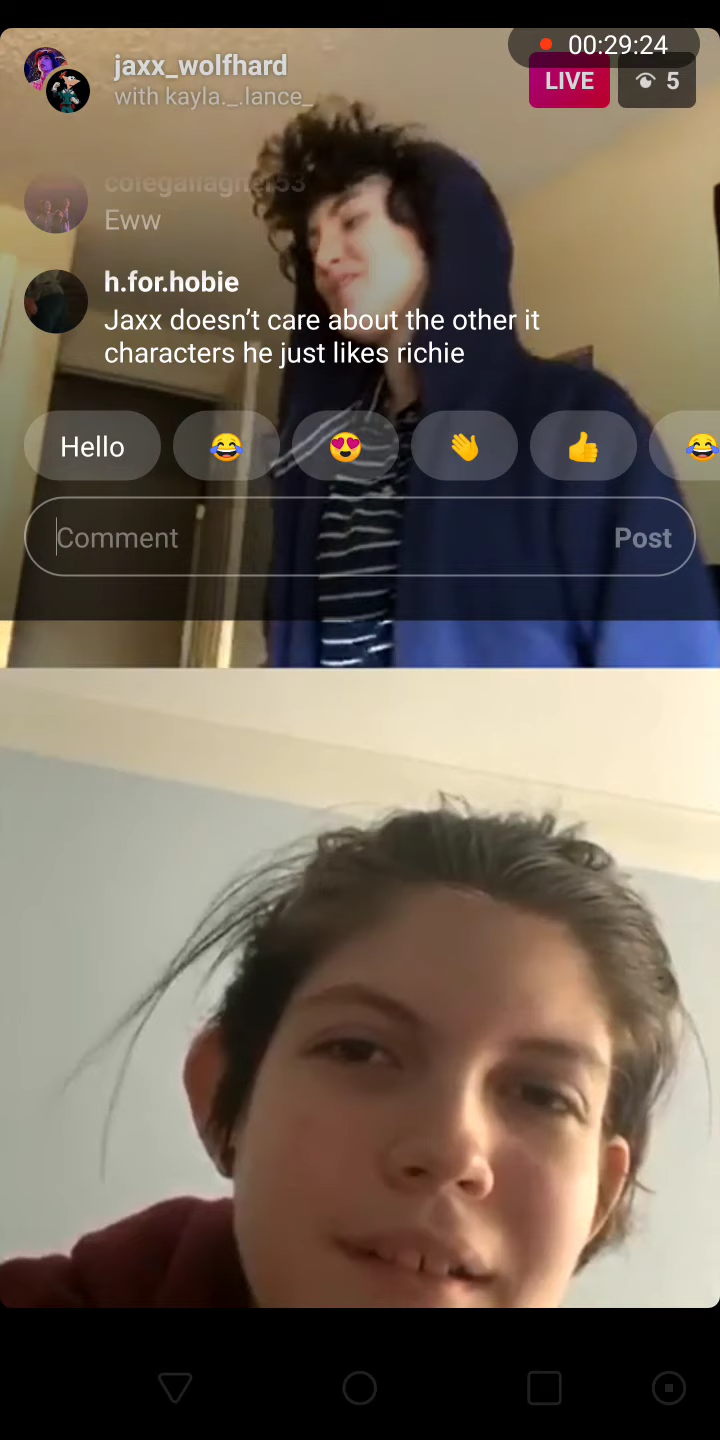 00:29:24
jaxx_wolfhard
LIVE
5
with kayla._.lance_
colegallagher53
Eww
h.for.hobie
Jaxx doesn’t care about the other it
characters he just likes richie
Hello
Comment
Post